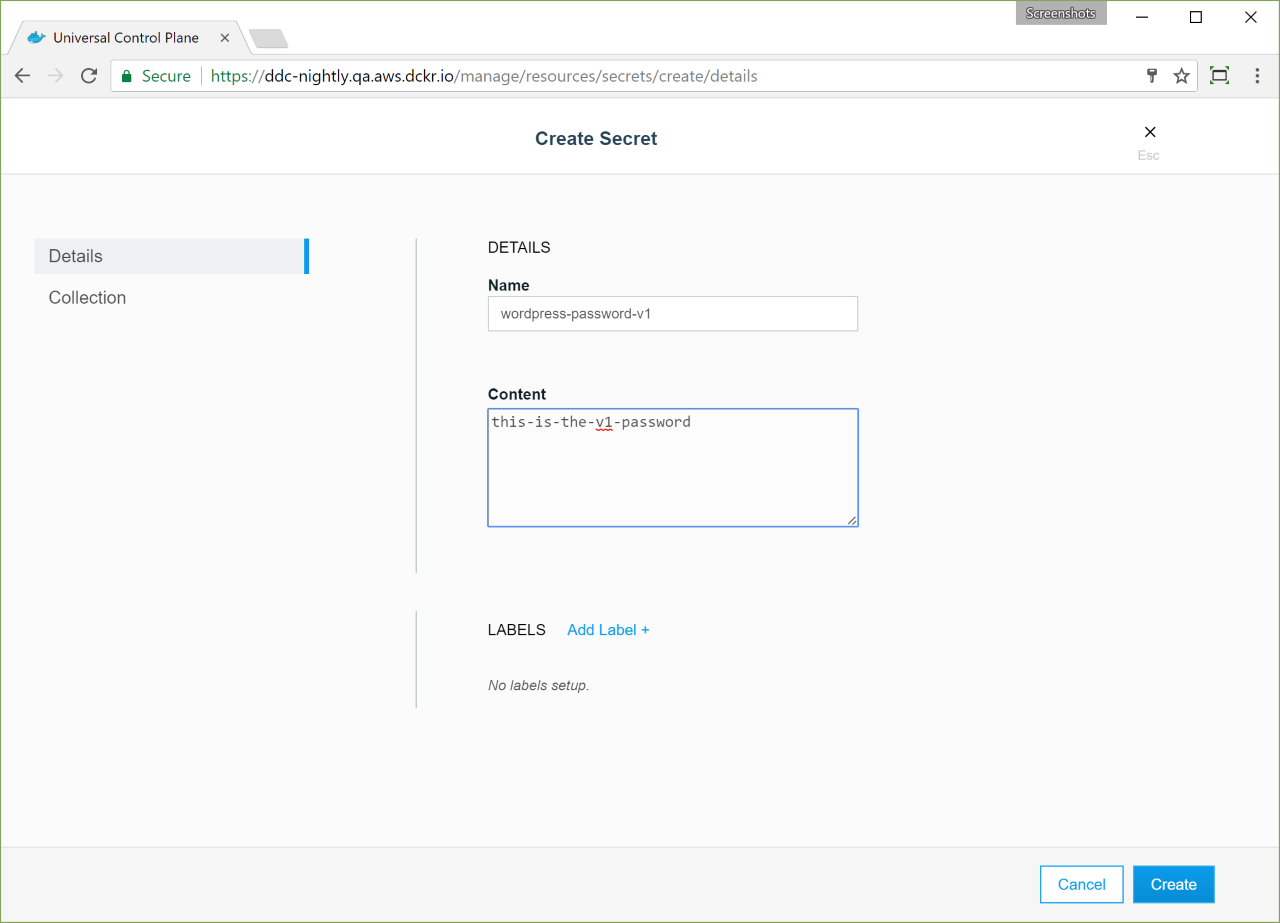 Screenshots
Universal Control Plane
Secure https://ddc-nightly.qa.aws.dckr.io/manage/resources/secrets/create/details
Create Secret
Esc
Details
Collection
DETAILS
Name
wordpress-password-v1
Content
this-is-the-v1-password
LABELS Add Label +
No labels setup.
Cancel Create